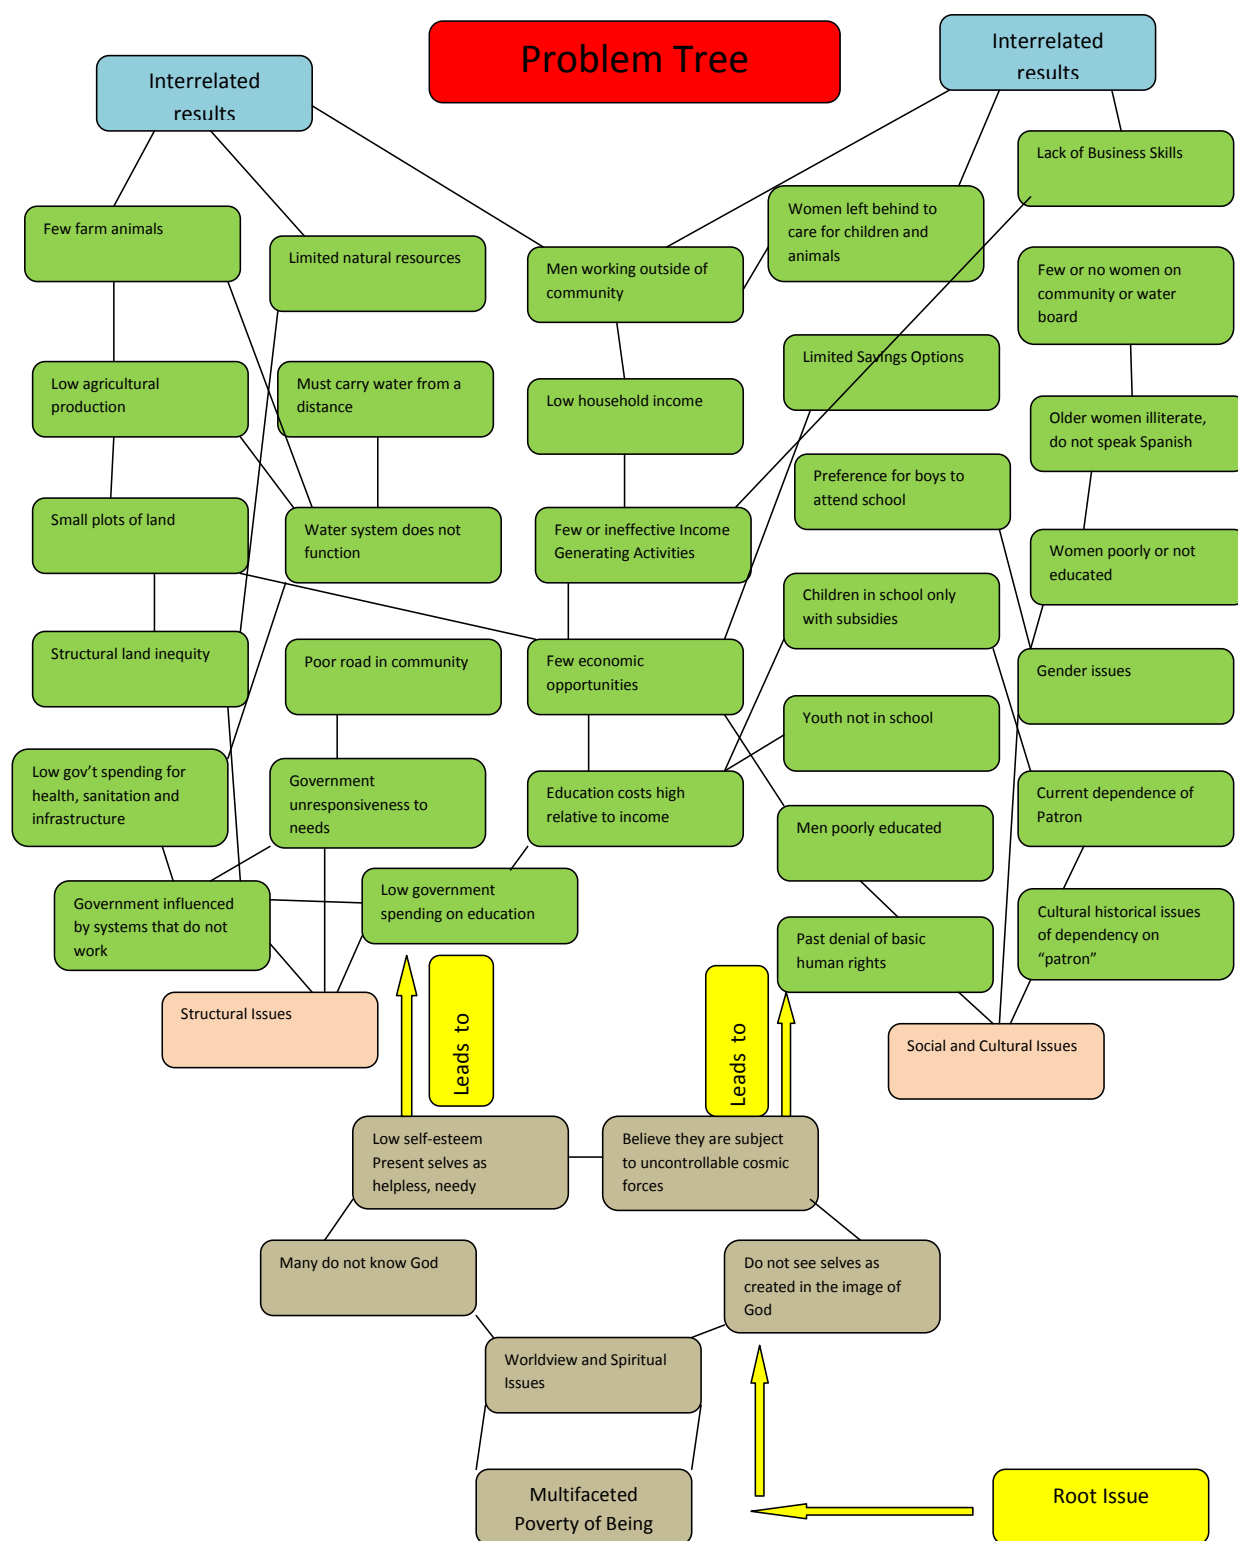 Problem Tree
Interrelated
results
Interrelated
results
Lack of Business Skills
Women left behind to
care for children and
animals
Few farm animals
Limited natural resources
Men working outside of
community
Few or no women on
community or water
board
Limited Savings Options
Low agricultural
production
Must carry water from a
distance
Low household income
Older women illiterate,
do not speak Spanish
Preference for boys to
attend school
Small plots of land
Water system does not
function
Few or ineffective Income
Generating Activities
Women poorly or not
educated
Children in school only
with subsidies
Structural land inequity
Poor road in community
Few economic
opportunities
Gender issues
Youth not in school
Low gov't spending for
health, sanitation and
infrastructure
Government
unresponsiveness to
needs
Education costs high
relative to income
Current dependence of
Patron
Men poorly educated
Government influenced
by systems that do not
work
Low government
spending on education
Cultural historical issues
of dependency on
“patron”
Past denial of basic
human rights
Structural Issues
Leads to
Leads to
Social and Cultural Issues
Low self-esteem
Present selves as
helpless, needy
Believe they are subject
to uncontrollable cosmic
forces
Many do not know God
Do not see selves as
created in the image of
God
Worldview and Spiritual
Issues
Multifaceted
Poverty of Being
Root Issue